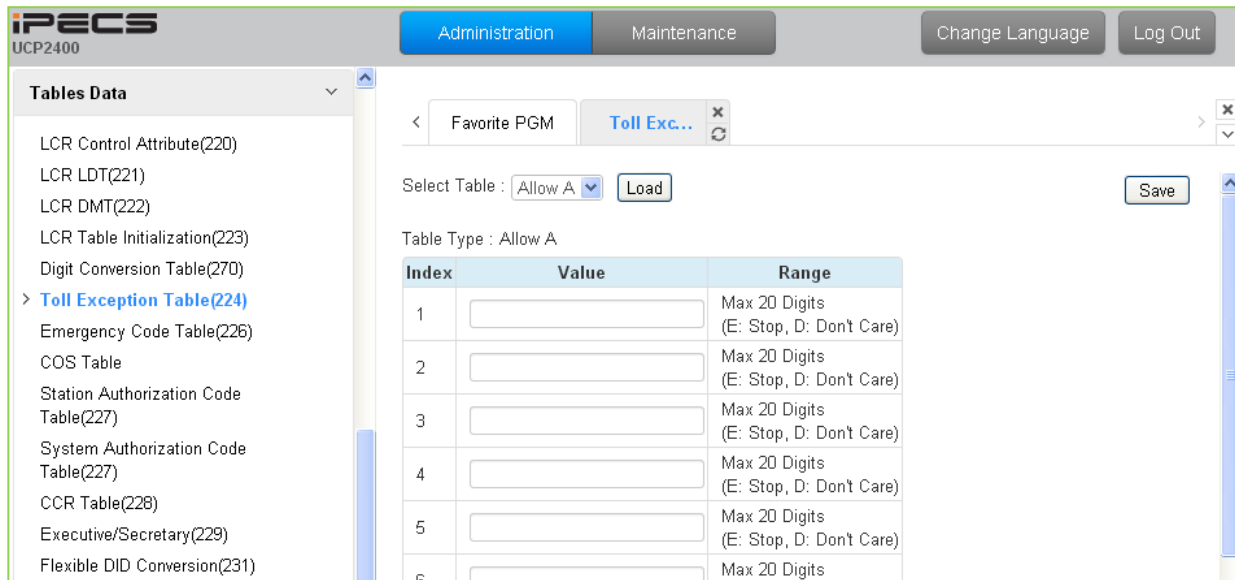 iPECS
UCP2400
Administration
Maintenance
Change Language
Log Out
Tables Data
LCR Control Attribute(220)
LCR LDT(221)
LCR DMT(222)
LCR Table Initialization(223)
Digit Conversion Table(270)
Toll Exception Table(224)
Emergency Code Table(226)
COS Table
Station Authorization Code
Table(227)
System Authorization Code
Table(227)
CCR Table(228)
Executive/Secretary(229)
Flexible DID Conversion(231)
Favorite PGM
Toll Exc...
Select Table : Allow A Load
Save
Table Type : Allow A
Index Value Range
1 Max 20 Digits
(E: Stop, D: Don't Care)
2 Max 20 Digits
(E: Stop, D: Don't Care)
3 Max 20 Digits
(E: Stop, D: Don't Care)
4 Max 20 Digits
(E: Stop, D: Don't Care)
5 Max 20 Digits
(E: Stop, D: Don't Care)
6 Max 20 Digits